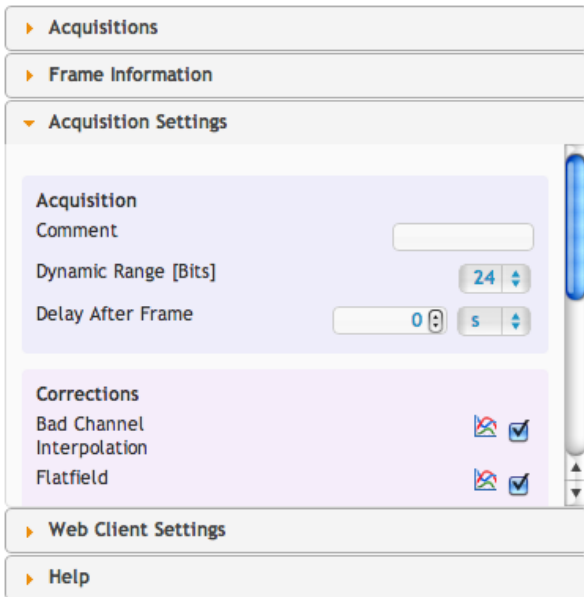 Acquisitions
Frame Information
Acquisition Settings
Acquisition
Comment
Dynamic Range [Bits] 24
Delay After Frame 0 s
Corrections
Bad Channel
Interpolation
Flatfield
Web Client Settings
Help